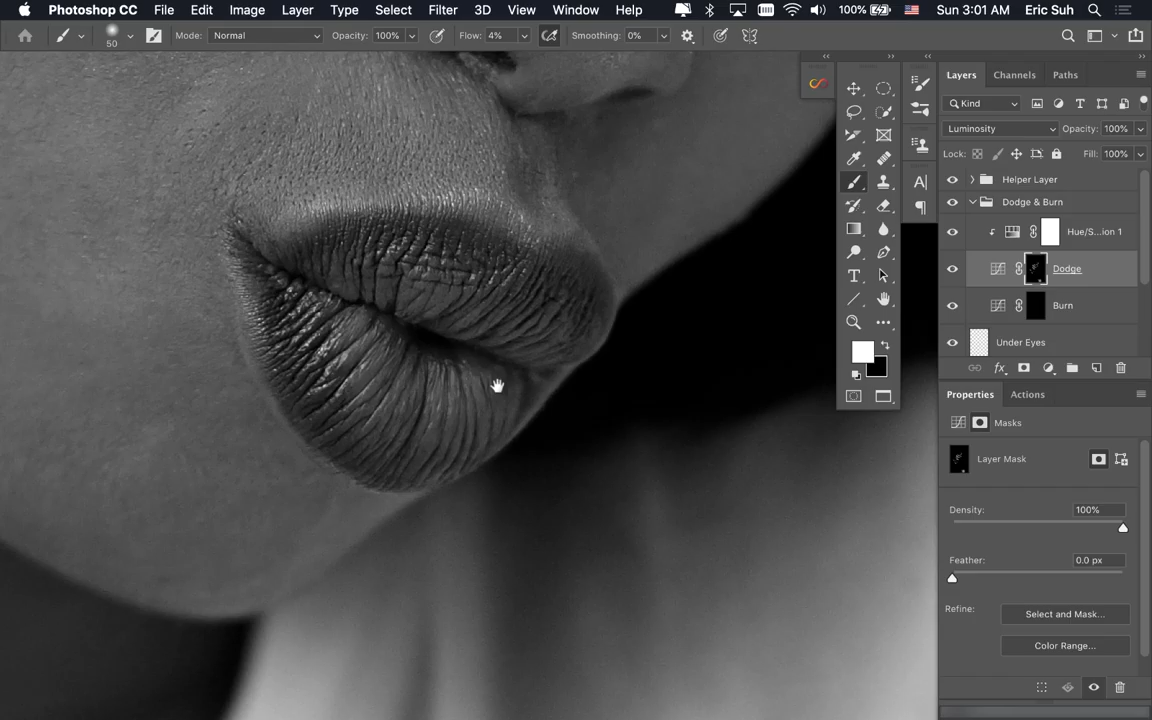 Photoshop CC File Edit Image Layer Type Select Filter 3D View Window Help 100% Sun 3:01 AM Eric Suh
50 Mode: Normal Opacity: 100% Flow: 4% Smoothing: 0%
Layers Channels Paths
Kind
Luminosity Opacity: 100%
Lock: Fill: 100%
Helper Layer
Dodge & Burn
Hue/S...ion 1
Dodge
Burn
Under Eyes
fx
Properties Actions
Masks
Layer Mask
Density: 100%
Feather: 0.0 px
Refine: Select and Mask...
Color Range...